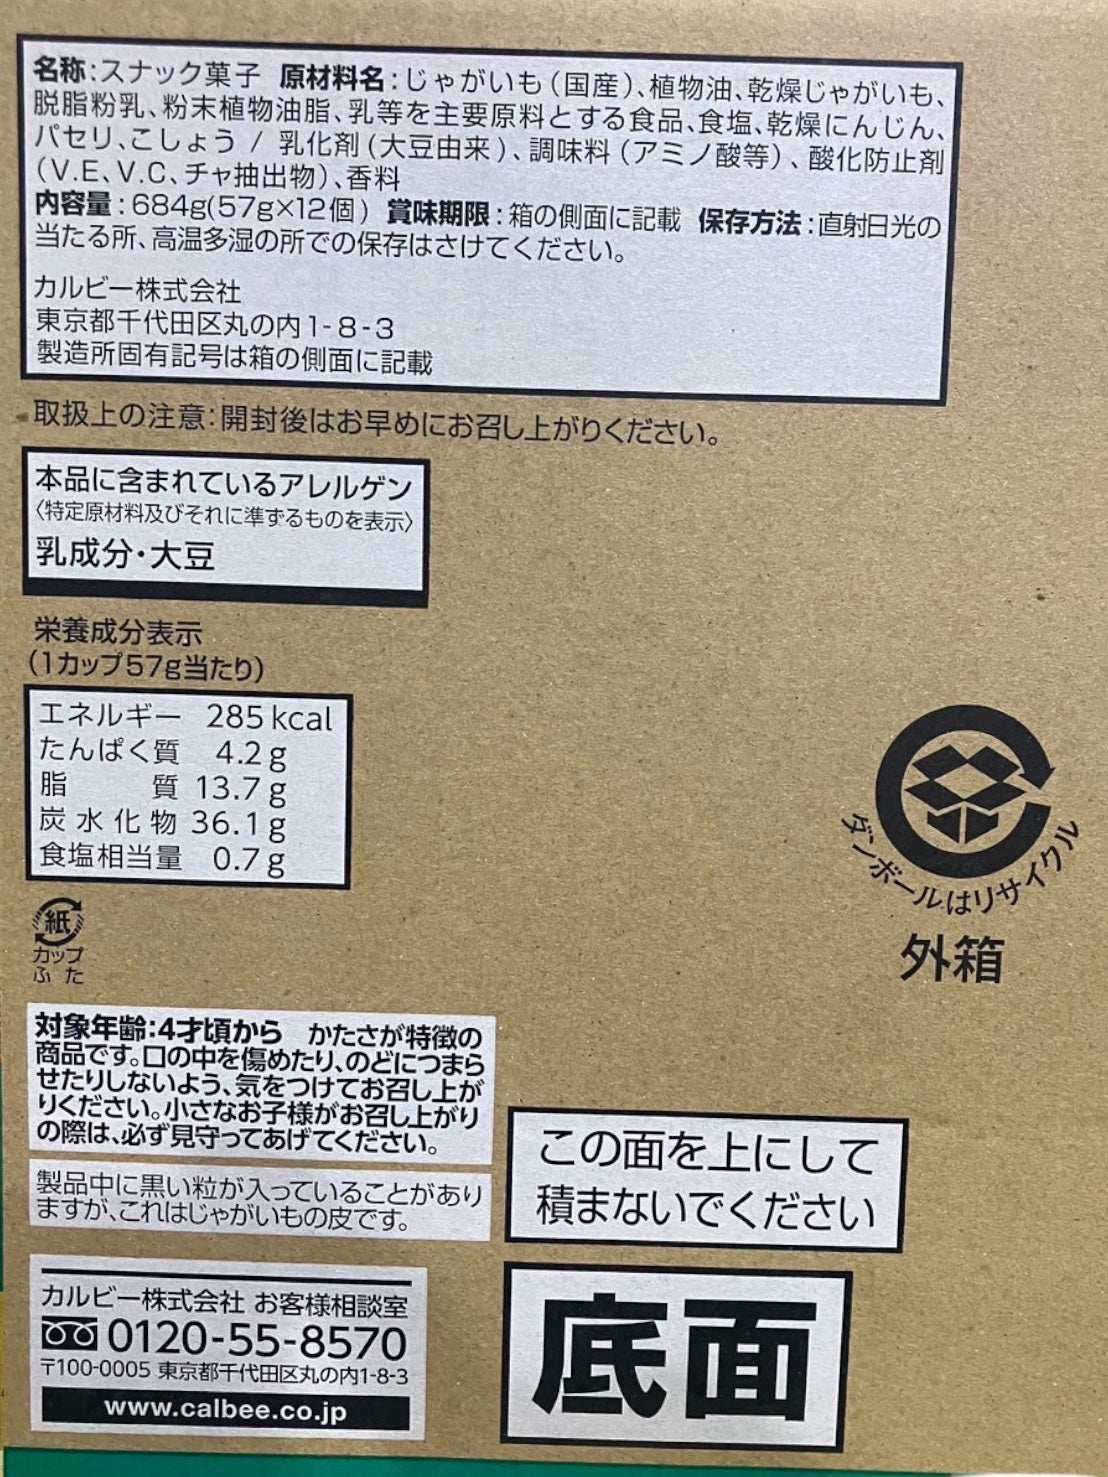 名称:スナック菓子 原材料名:じゃがいも(国産)、植物油、乾燥じゃがいも、
脱脂粉乳、粉末植物油脂、乳等を主要原料とする食品、食塩、乾燥にんじん、
パセリ、こしょう / 乳化剤(大豆由来)、調味料(アミノ酸等)、酸化防止剤
(V.E、V.C、チャ抽出物)、香料
内容量:684g(57g×12個) 賞味期限:箱の側面に記載 保存方法:直射日光の
当たる所、高温多湿の所での保存はさけてください。
カルビー株式会社
東京都千代田区丸の内1-8-3
製造所固有記号は箱の側面に記載
取扱上の注意:開封後はお早めにお召し上がりください。
本品に含まれているアレルゲン
〈特定原材料及びそれに準ずるものを表示〉
乳成分・大豆
栄養成分表示
(1カップ57g当たり)
エネルギー 285kcal
たんぱく質 4.2g
脂質 13.7g
炭水化物 36.1g
食塩相当量 0.7g
紙
カップ
ふた
ダンボールはリサイクル
外箱
対象年齢:4才頃から かたさが特徴の
商品です。口の中を傷めたり、のどにつまら
せたりしないよう、気をつけてお召し上が
りください。小さなお子様がお召し上がり
の際は、必ず見守ってあげてください。
製品中に黒い粒が入っていることがあり
ますが、これはじゃがいもの皮です。
この面を上にして
積まないでください
カルビー株式会社 お客様相談室
0120-55-8570
〒100-0005 東京都千代田区丸の内1-8-3
www.calbee.co.jp
底面